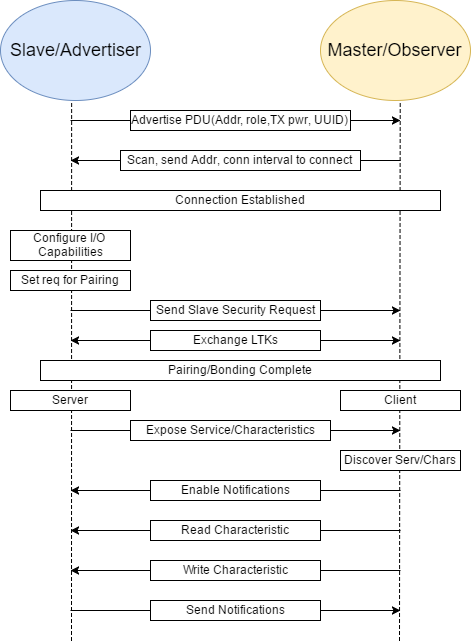 Slave/Advertiser
Master/Observer
Advertise PDU(Addr, role,TX pwr, UUID)
Scan, send Addr, conn interval to connect
Connection Established
Configure I/O
Capabilities
Set req for Pairing
Send Slave Security Request
Exchange LTKs
Pairing/Bonding Complete
Server
Client
Expose Service/Characteristics
Discover Serv/Chars
Enable Notifications
Read Characteristic
Write Characteristic
Send Notifications